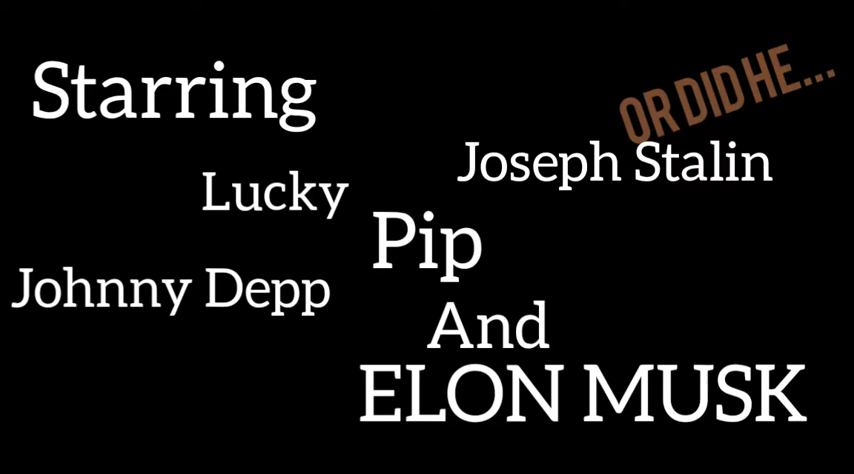 Starring
OR DID HE...
Joseph Stalin
Lucky
Pip
Johnny Depp
And
ELON MUSK